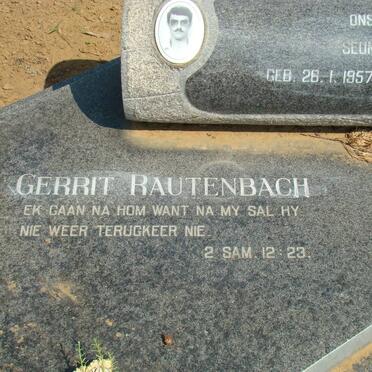 ONS
SEUN
GEB. 26. 1. 1957
GERRIT RAUTENBACH
EK GAAN NA HOM WANT NA MY SAL HY
NIE WEER TERUGKEER NIE.
2 SAM. 12 : 23.